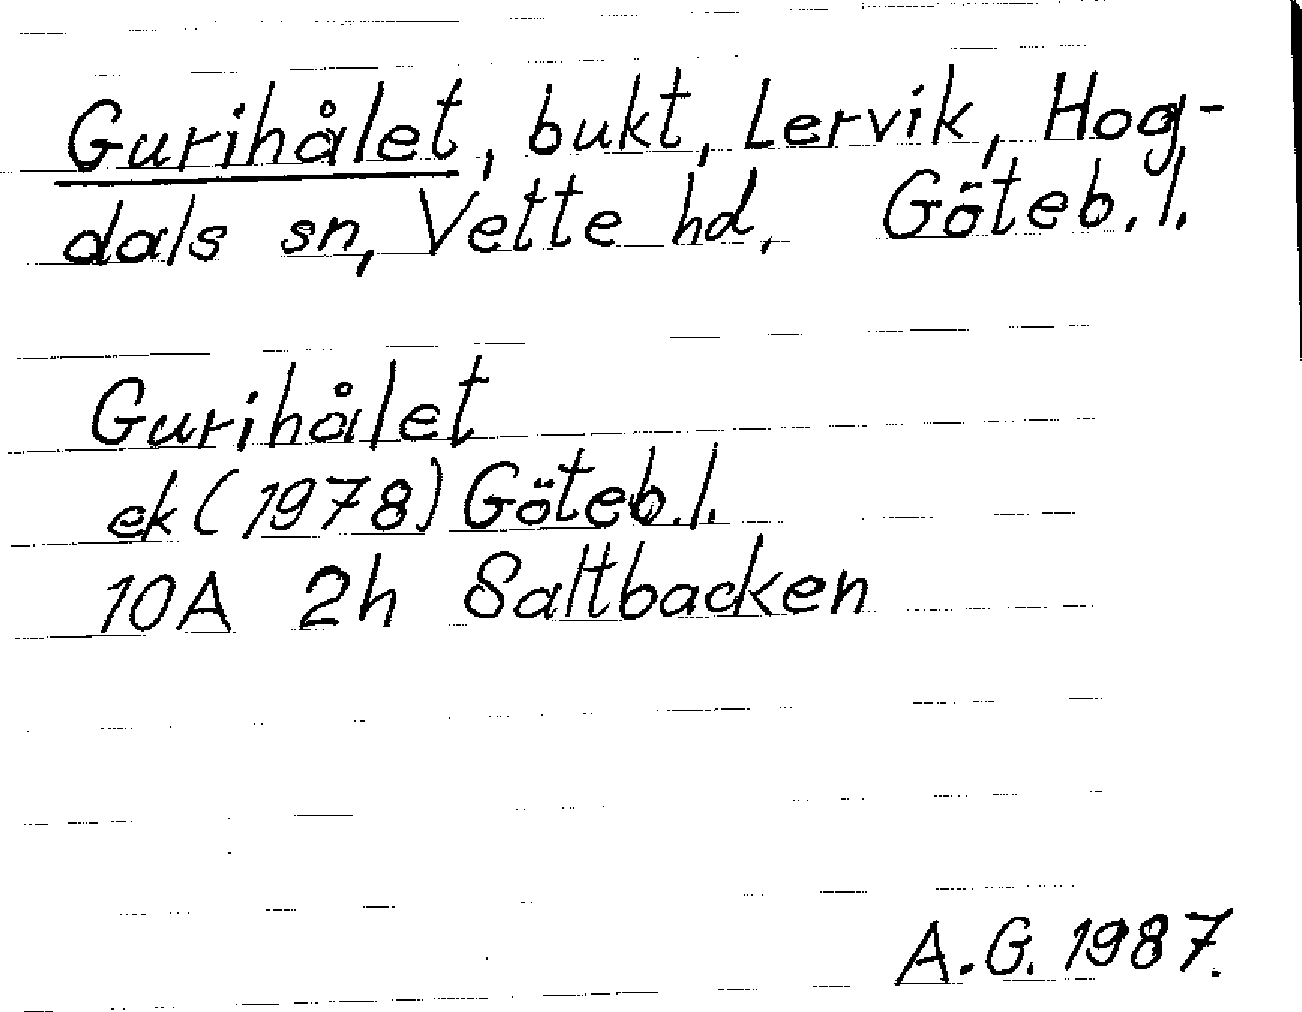 Gurihålet, bukt, Lervik, Hog-
dals sn, Vette hd, Göteb. l.
Gurihålet
ek (1978) Göteb. l.
10A 2h Saltbacken
A.G. 1987.